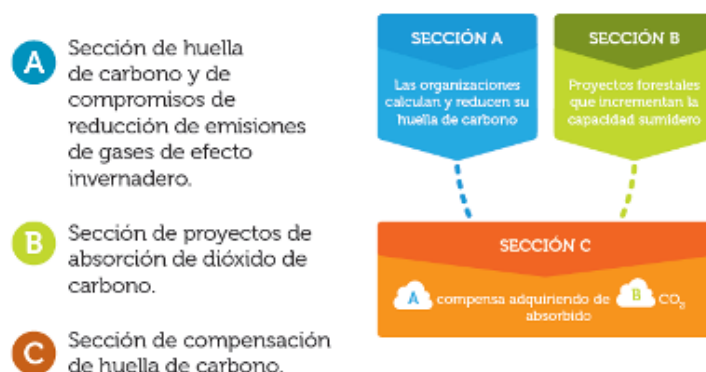 A
Sección de huella
de carbono y de
compromisos de
reducción de emisiones
de gases de efecto
invernadero.
B
Sección de proyectos de
absorción de dióxido de
carbono.
C
Sección de compensación
de huella de carbono.
SECCIÓN A
Las organizaciones
calculan y reducen su
huella de carbono
SECCIÓN B
Proyectos forestales
que incrementan la
capacidad sumidero
SECCIÓN C
A compensa adquiriendo de B CO₂
absorbido